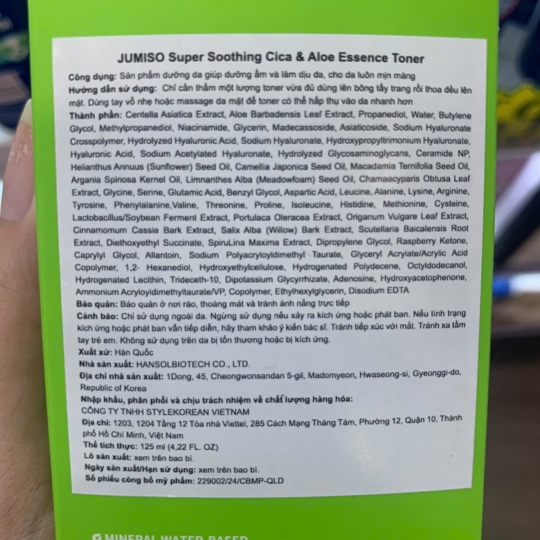 JUMISO Super Soothing Cica & Aloe Essence Toner
Công dụng: Sản phẩm dưỡng da giúp dưỡng ẩm và làm dịu da, cho da luôn mịn màng
Hướng dẫn sử dụng: Chỉ cần thấm một lượng toner vừa đủ dùng lên bông tẩy trang rồi thoa đều lên
mặt. Dùng tay vỗ nhẹ hoặc massage da mặt để toner có thể hấp thụ vào da nhanh hơn
Thành phần: Centella Asiatica Extract, Aloe Barbadensis Leaf Extract, Propanediol, Water, Butylene
Glycol, Methylpropanediol, Niacinamide, Glycerin, Madecassoside, Asiaticoside, Sodium Hyaluronate
Crosspolymer, Hydrolyzed Hyaluronic Acid, Sodium Hyaluronate, Hydroxypropyltrimonium Hyaluronate,
Hyaluronic Acid, Sodium Acetylated Hyaluronate, Hydrolyzed Glycosaminoglycans, Ceramide NP,
Helianthus Annuus (Sunflower) Seed Oil, Camellia Japonica Seed Oil, Macadamia Ternifolia Seed Oil,
Argania Spinosa Kernel Oil, Limnanthes Alba (Meadowfoam) Seed Oil, Chamaecyparis Obtusa Leaf
Extract, Glycine, Serine, Glutamic Acid, Benzyl Glycol, Aspartic Acid, Leucine, Alanine, Lysine, Arginine,
Tyrosine, Phenylalanine,Valine, Threonine, Proline, Isoleucine, Histidine, Methionine, Cysteine,
Lactobacillus/Soybean Ferment Extract, Portulaca Oleracea Extract, Origanum Vulgare Leaf Extract,
Cinnamomum Cassia Bark Extract, Salix Alba (Willow) Bark Extract, Scutellaria Baicalensis Root
Extract, Diethoxyethyl Succinate, SpiruLina Maxima Extract, Dipropylene Glycol, Raspberry Ketone,
Caprylyl Glycol, Allantoin, Sodium Polyacryloyldimethyl Taurate, Glyceryl Acrylate/Acrylic Acid
Copolymer, 1,2- Hexanediol, Hydroxyethylcellulose, Hydrogenated Polydecene, Octyldodecanol,
Hydrogenated Lecithin, Trideceth-10, Dipotassium Glycyrrhizate, Adenosine, Hydroxyacetophenone,
Ammonium Acryloyldimethyltaurate/VP, Copolymer, Ethylhexylglycerin, Disodium EDTA
Bảo quản: Bảo quản ở nơi ráo, thoáng mát và tránh ánh nắng trực tiếp
Cảnh báo: Chỉ sử dụng ngoài da. Ngừng sử dụng nếu xảy ra kích ứng hoặc phát ban. Nếu tình trạng
kích ứng hoặc phát ban vẫn tiếp diễn, hãy tham khảo ý kiến bác sĩ. Tránh tiếp xúc với mắt. Tránh xa tầm
tay trẻ em. Không sử dụng trên da bị tổn thương hoặc bị kích ứng.
Xuất xứ: Hàn Quốc
Nhà sản xuất: HANSOLBIOTECH CO., LTD.
Địa chỉ nhà sản xuất: 1Dong, 45, Cheongwonsandan 5-gil, Madomyeon, Hwaseong-si, Gyeonggi-do,
Republic of Korea
Nhập khẩu, phân phối và chịu trách nhiệm về chất lượng hàng hóa:
CÔNG TY TNHH STYLEKOREAN VIETNAM
Địa chỉ: 1203, 1204 Tầng 12 Tòa nhà Viettel, 285 Cách Mạng Tháng Tám, Phường 12, Quận 10, Thành
phố Hồ Chí Minh, Việt Nam
Thể tích thực: 125 ml (4,22 FL. OZ)
Lô sản xuất: xem trên bao bì.
Ngày sản xuất/Hạn sử dụng: xem trên bao bì.
Số phiếu công bố mỹ phẩm: 229002/24/CBMP-QLD
MINERAL WATER BASED